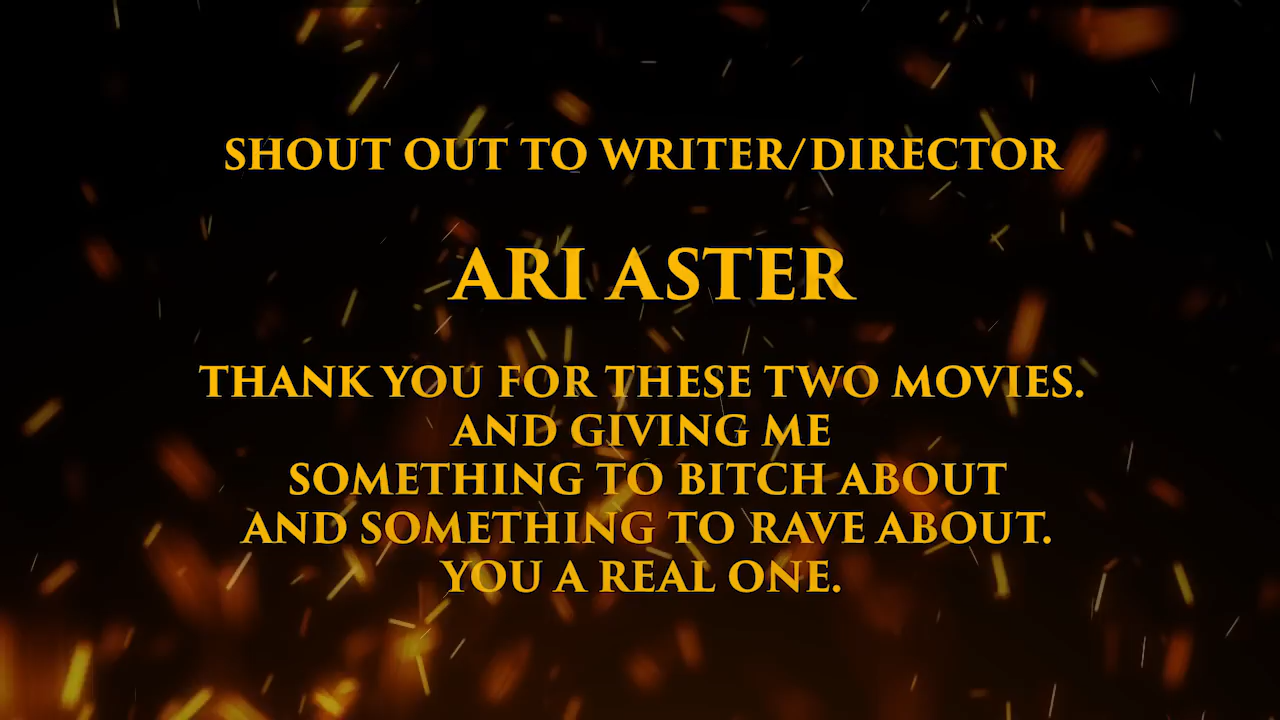 SHOUT OUT TO WRITER/DIRECTOR
ARI ASTER
THANK YOU FOR THESE TWO MOVIES.
AND GIVING ME
SOMETHING TO BITCH ABOUT
AND SOMETHING TO RAVE ABOUT.
YOU A REAL ONE.